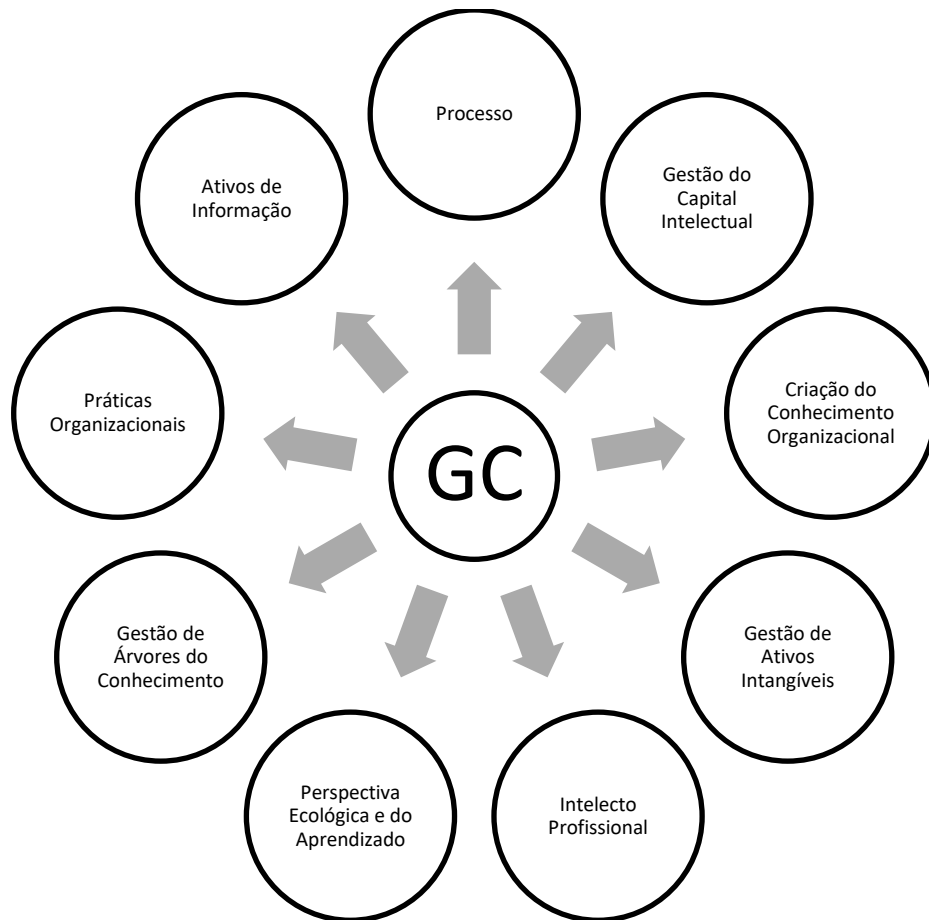 Processo
Gestão do
Capital
Intelectual
Criação do
Conhecimento
Organizacional
Gestão de
Ativos
Intangíveis
Intelecto
Profissional
Perspectiva
Ecológica e do
Aprendizado
Gestão de
Árvores do
Conhecimento
Práticas
Organizacionais
Ativos de
Informação
GC